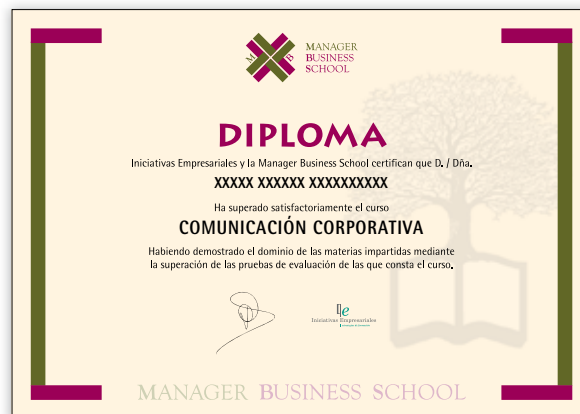 M B
MANAGER
BUSINESS
SCHOOL
DIPLOMA
Iniciativas Empresariales y la Manager Business School certifican que D. / Dña.
XXXXX XXXXXX XXXXXXXXXX
Ha superado satisfactoriamente el curso
COMUNICACIÓN CORPORATIVA
Habiendo demostrado el dominio de las materias impartidas mediante
la superación de las pruebas de evaluación de las que consta el curso.
Iniciativas Empresariales
MANAGER BUSINESS SCHOOL